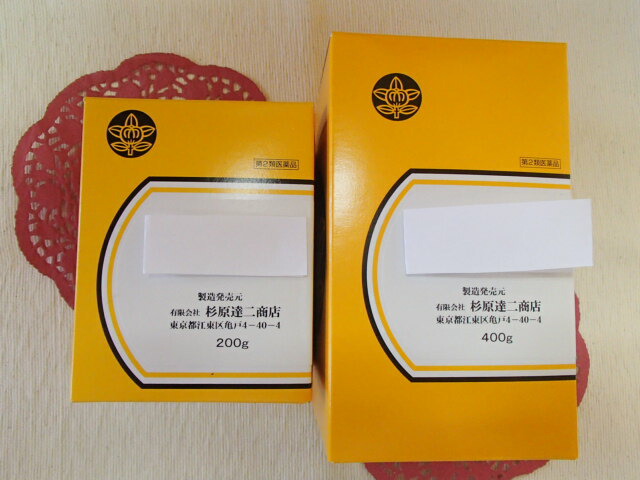 第2類医薬品
製造発売元
有限会社 杉原達二商店
東京都江東区亀戸4-40-4
200g
第2類医薬品
製造発売元
有限会社 杉原達二商店
東京都江東区亀戸4-40-4
400g